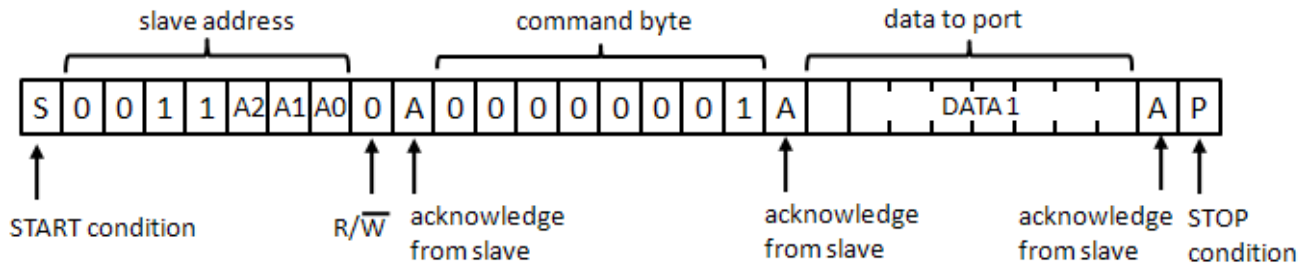 slave address command byte data to port
S 0 0 1 1 A2 A1 A0 0 A 0 0 0 0 0 0 0 1 A DATA 1 A P
START condition R/W̅ acknowledge from slave acknowledge from slave acknowledge from slave STOP condition